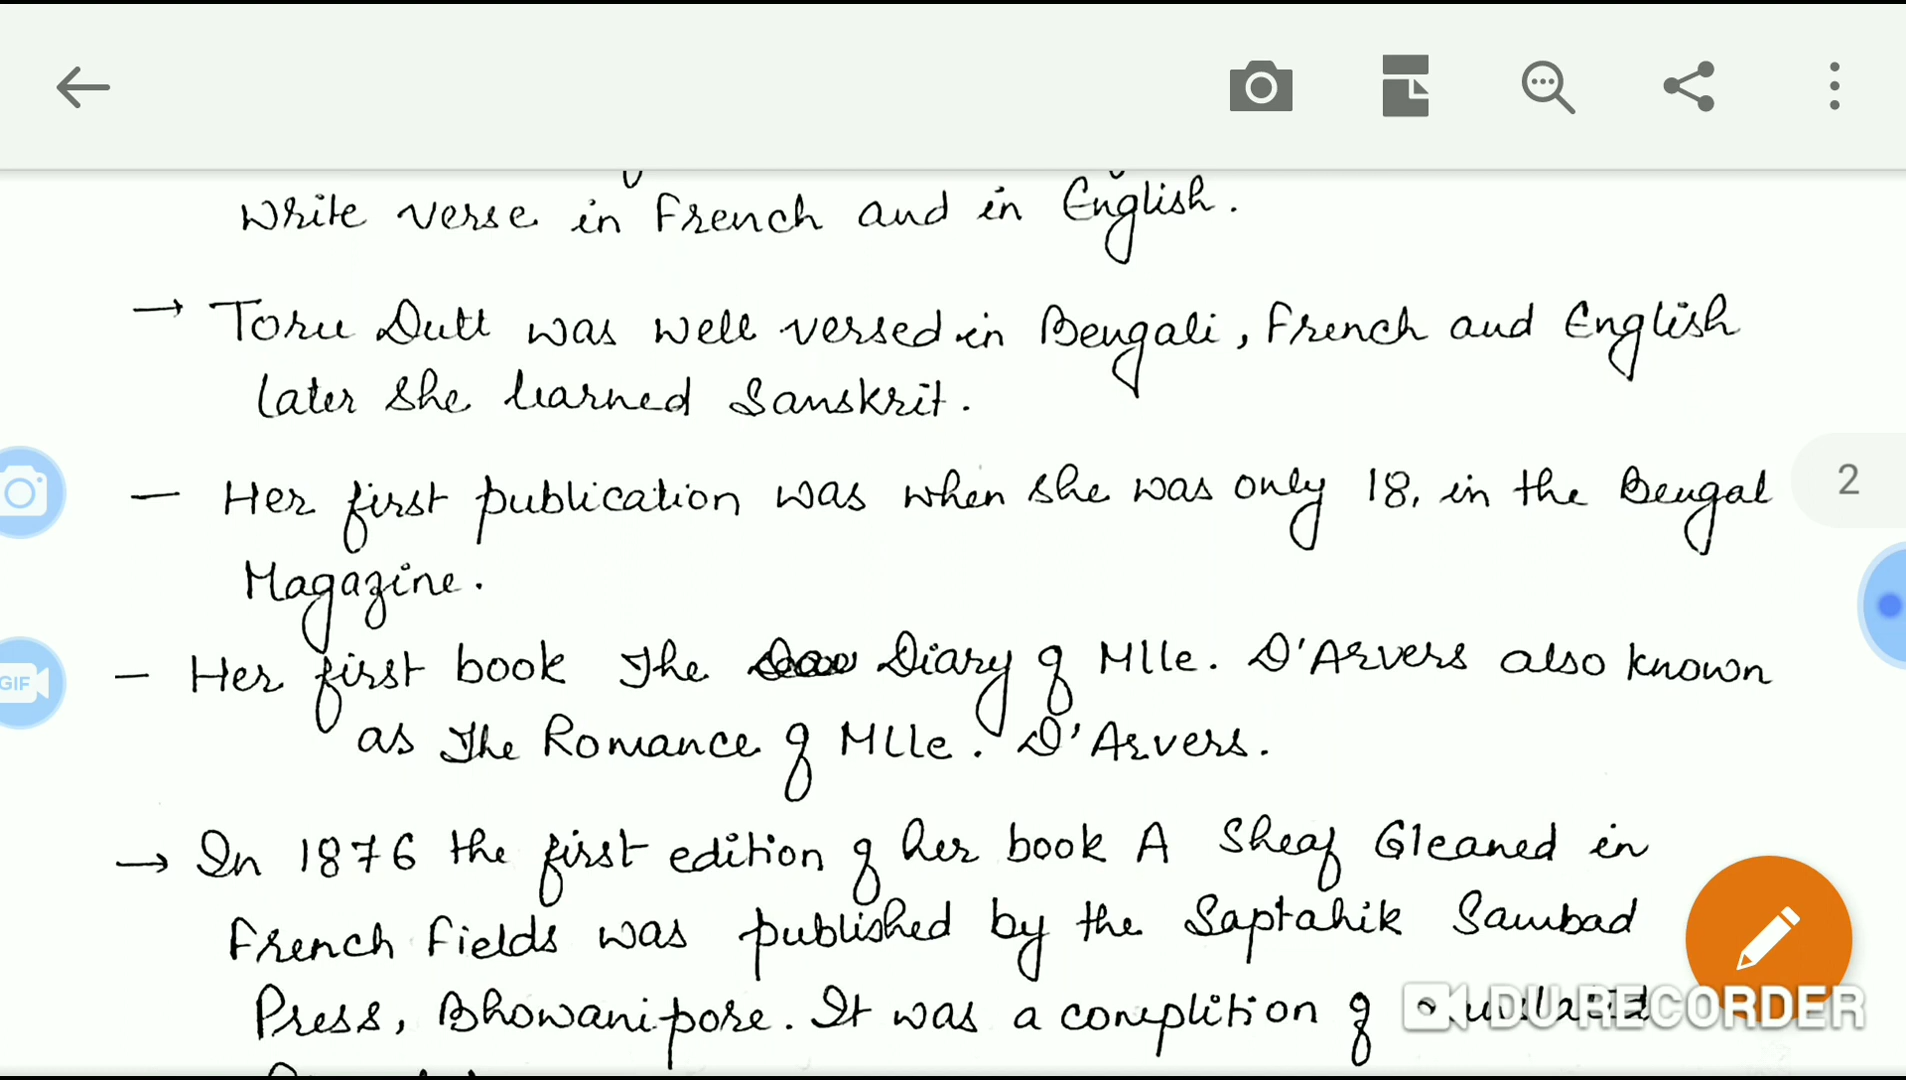 write verse in French and in English.
→ Toru Dutt was well versed in Bengali, French and English
later she learned Sanskrit.
2
— Her first publication was when she was only 18, in the Bengal
Magazine.
GIF
— Her first book The Diary of Mlle. D'Arvers also known
as The Romance of Mlle. D'Arvers.
→ In 1876 the first edition of her book A Sheaf Gleaned in
French Fields was published by the Saptahik Sambad
Press, Bhowanipore. It was a complition of
DU RECORDER